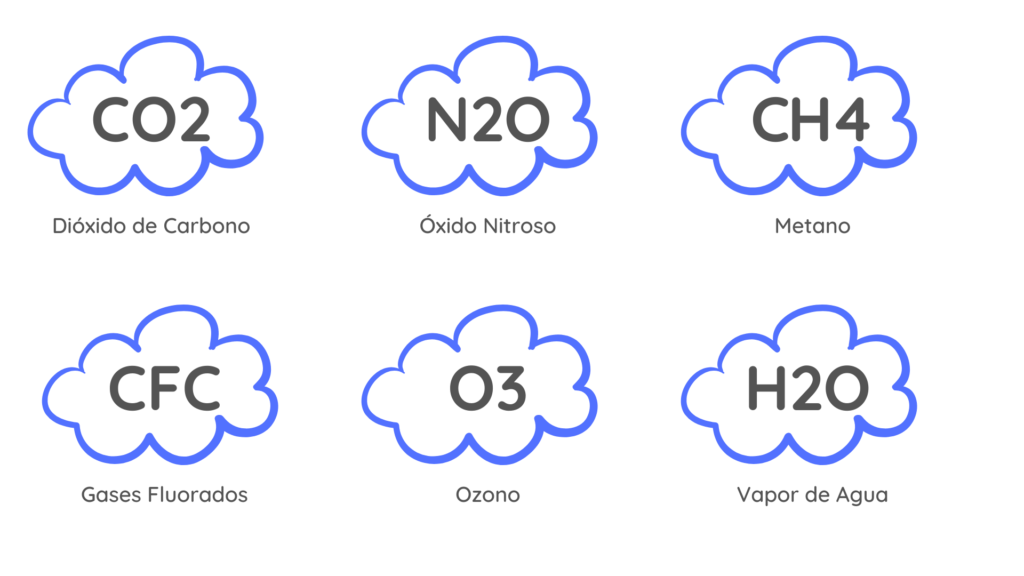 CO2
Dióxido de Carbono
N2O
Óxido Nitroso
CH4
Metano
CFC
Gases Fluorados
O3
Ozono
H2O
Vapor de Agua